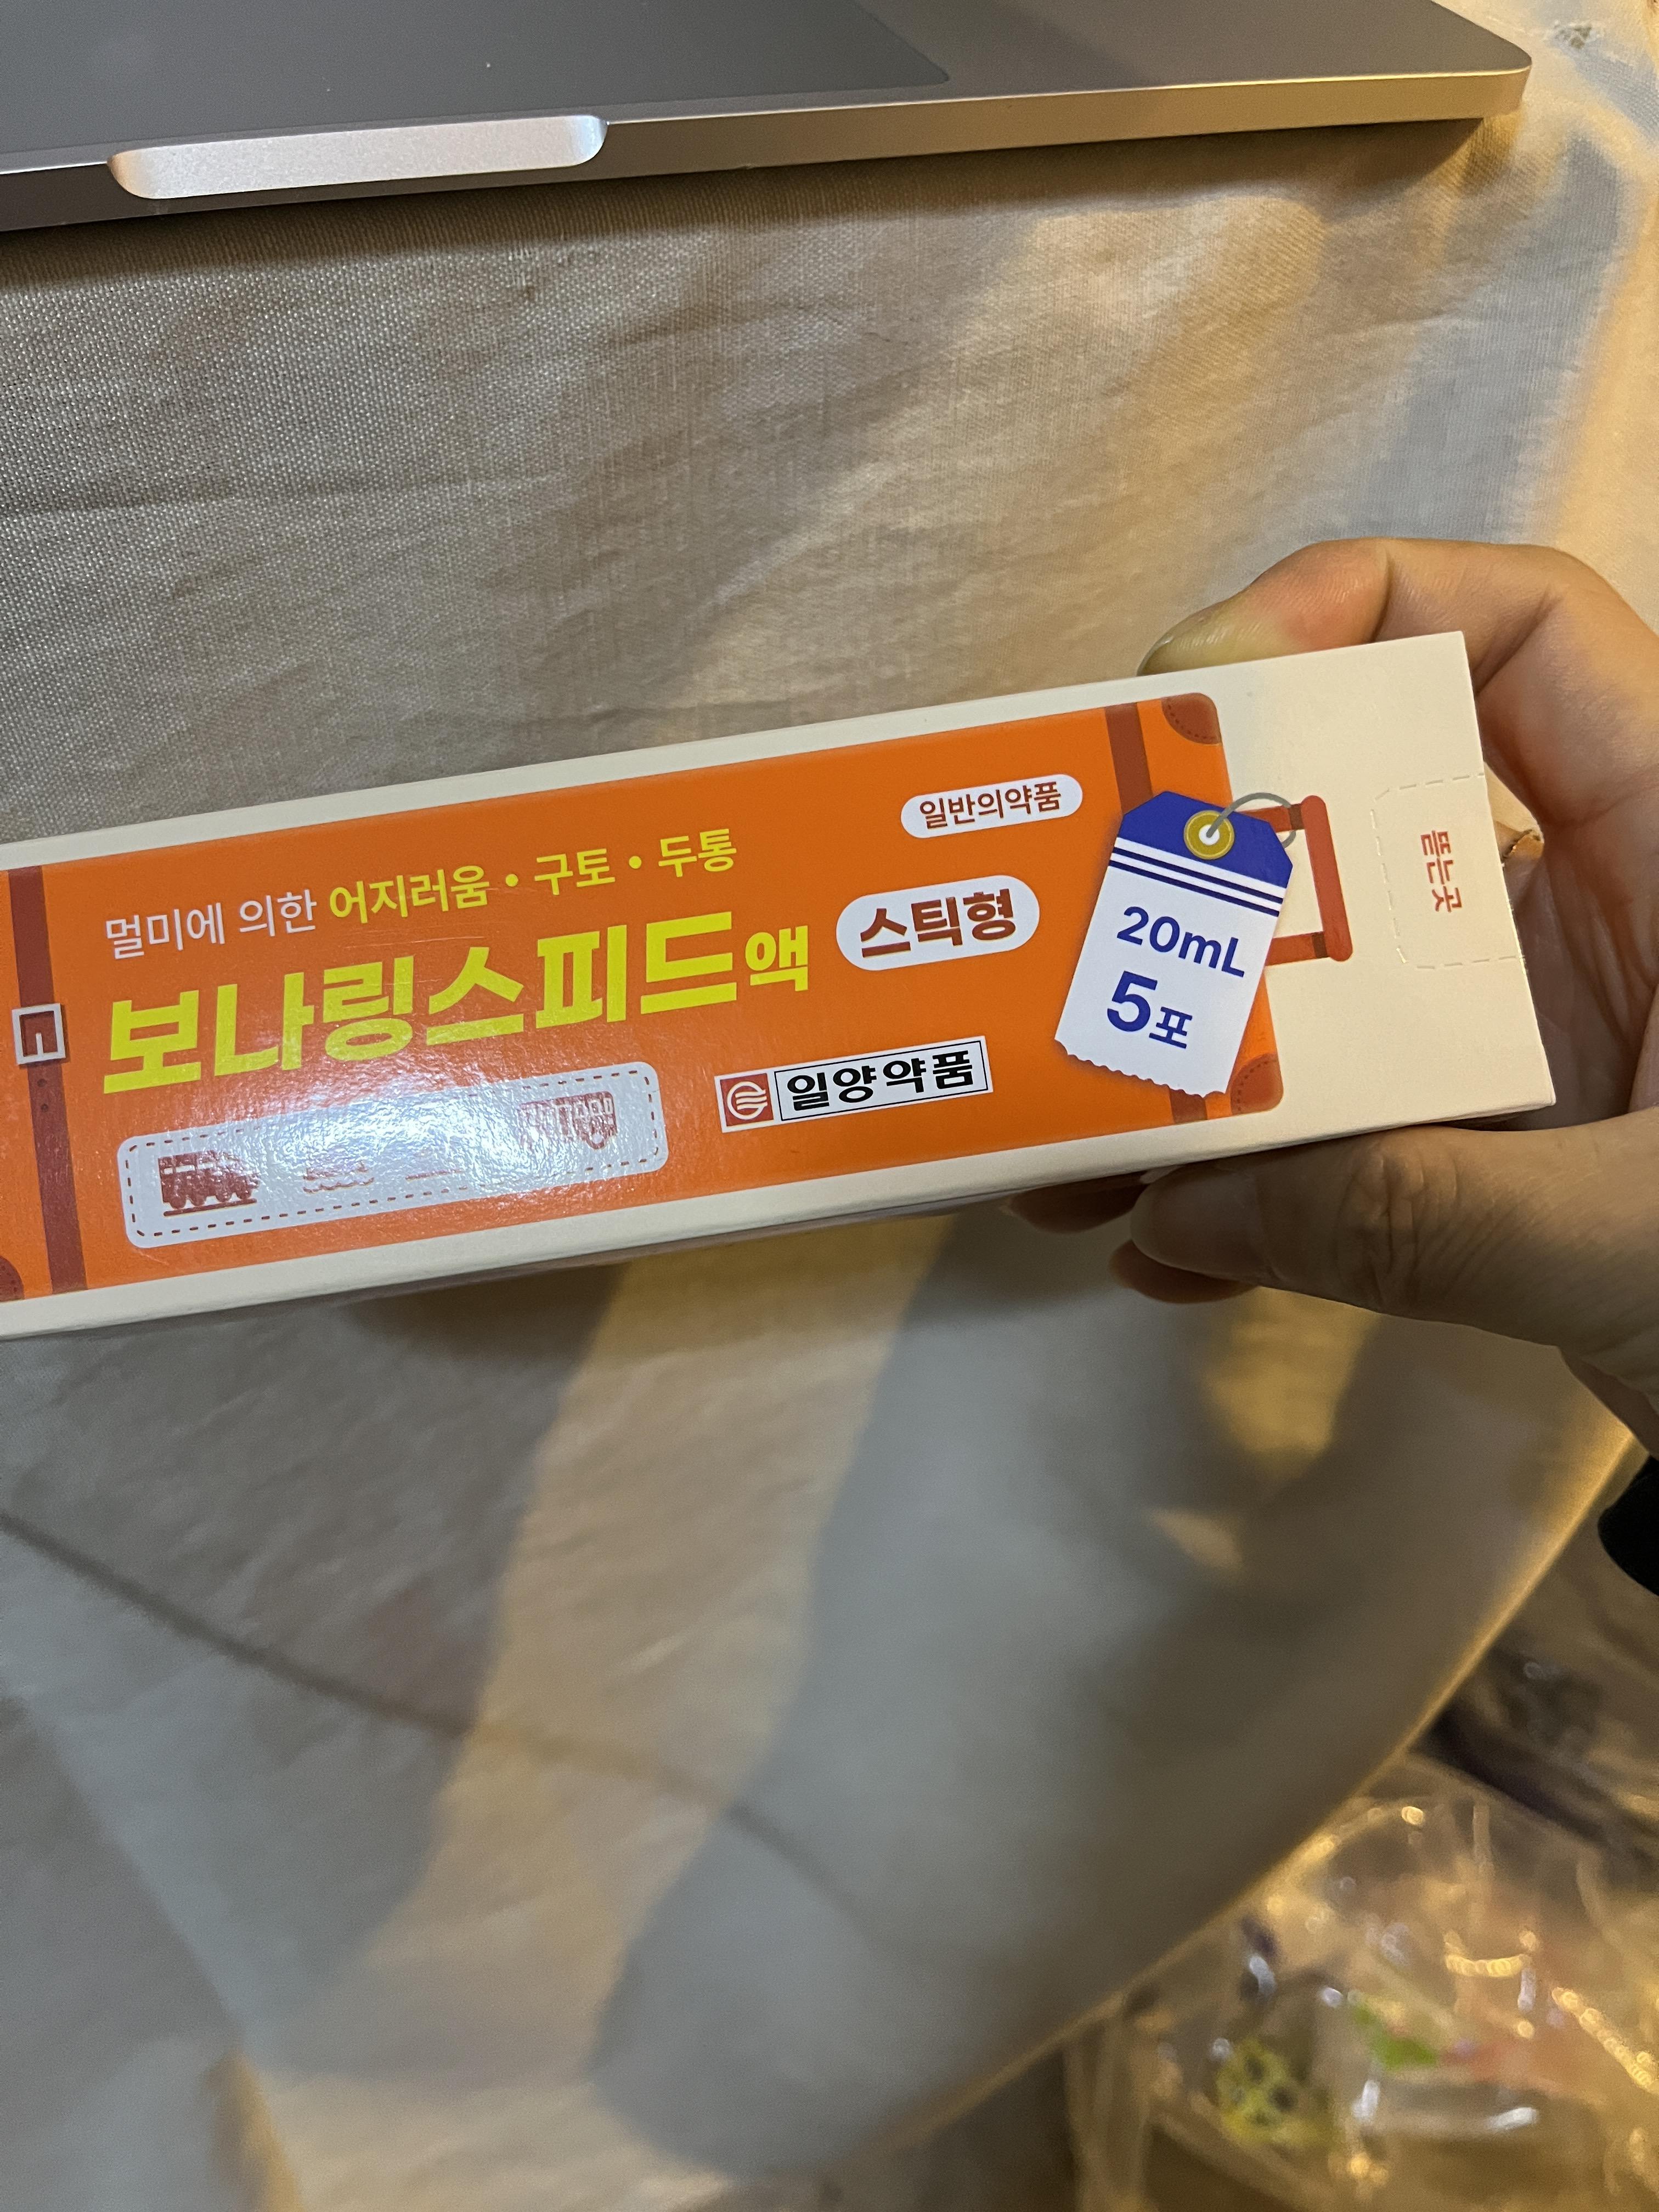 일반의약품
멀미에 의한 어지러움 • 구토 • 두통
보나링스피드액 스틱형
일양약품
20mL
5포
뜯는곳